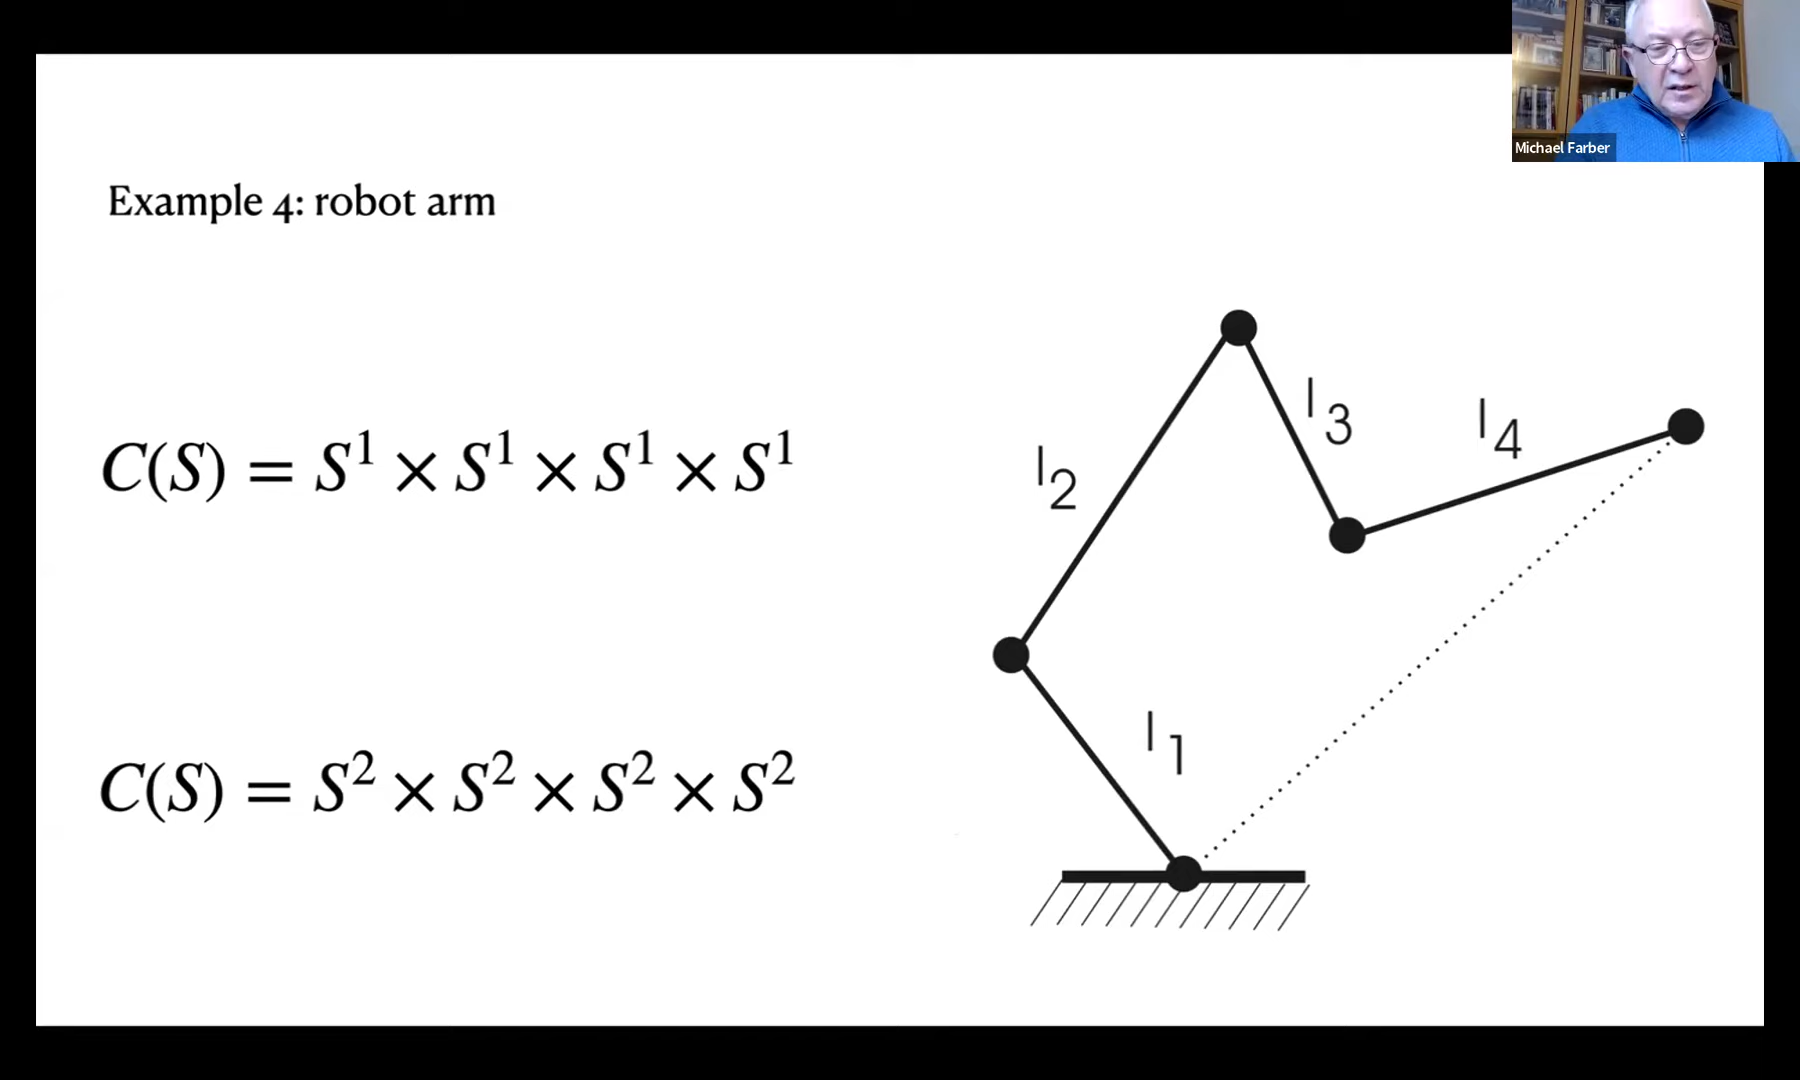 Michael Farber
Example 4: robot arm
C(S) = S¹ × S¹ × S¹ × S¹
C(S) = S² × S² × S² × S²
l₂
l₃
l₄
l₁